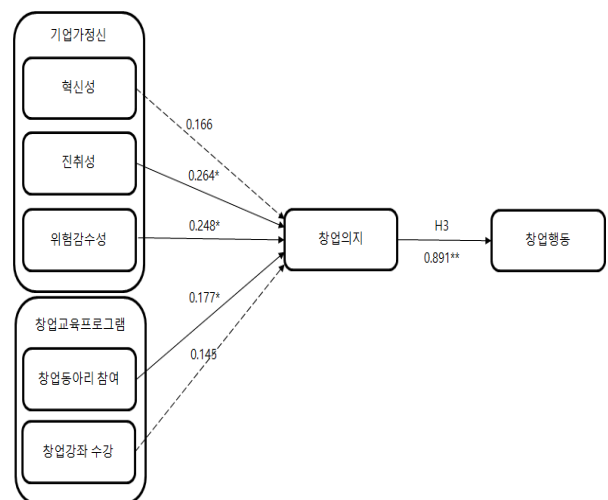 기업가정신
혁신성
0.166
진취성
0.264*
위험감수성
0.248*
창업의지
H3
0.891**
창업행동
0.177*
창업교육프로그램
0.145
창업동아리 참여
창업강좌 수강